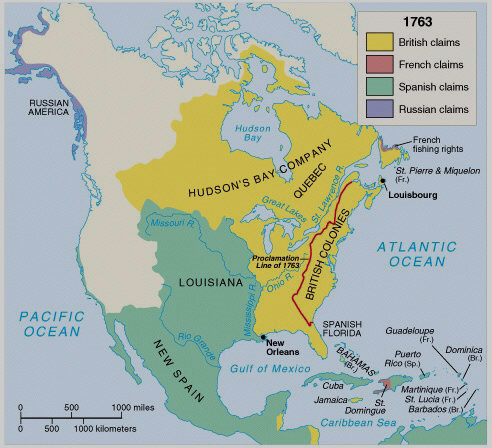 1763
British claims
French claims
Spanish claims
Russian claims
RUSSIAN
AMERICA
Hudson
Bay
French
fishing rights
HUDSON'S BAY COMPANY
QUEBEC
St. Pierre & Miquelon
(Fr.)
Louisbourg
St. Lawrence R.
Great Lakes
Missouri R.
Proclamation
Line of 1763
BRITISH COLONIES
ATLANTIC
OCEAN
Ohio R.
LOUISIANA
Mississippi R.
PACIFIC
OCEAN
SPANISH
FLORIDA
New
Orleans
Rio Grande
NEW SPAIN
Gulf of Mexico
BAHAMAS
(Br.)
Guadeloupe
(Fr.)
Puerto
Rico (Sp.)
Dominica
(Br.)
Cuba
Jamaica
St.
Domingue
Martinique (Fr.)
St. Lucia (Fr.)
Barbados (Br.)
Caribbean Sea
0 500 1000 miles
0 500 1000 kilometers